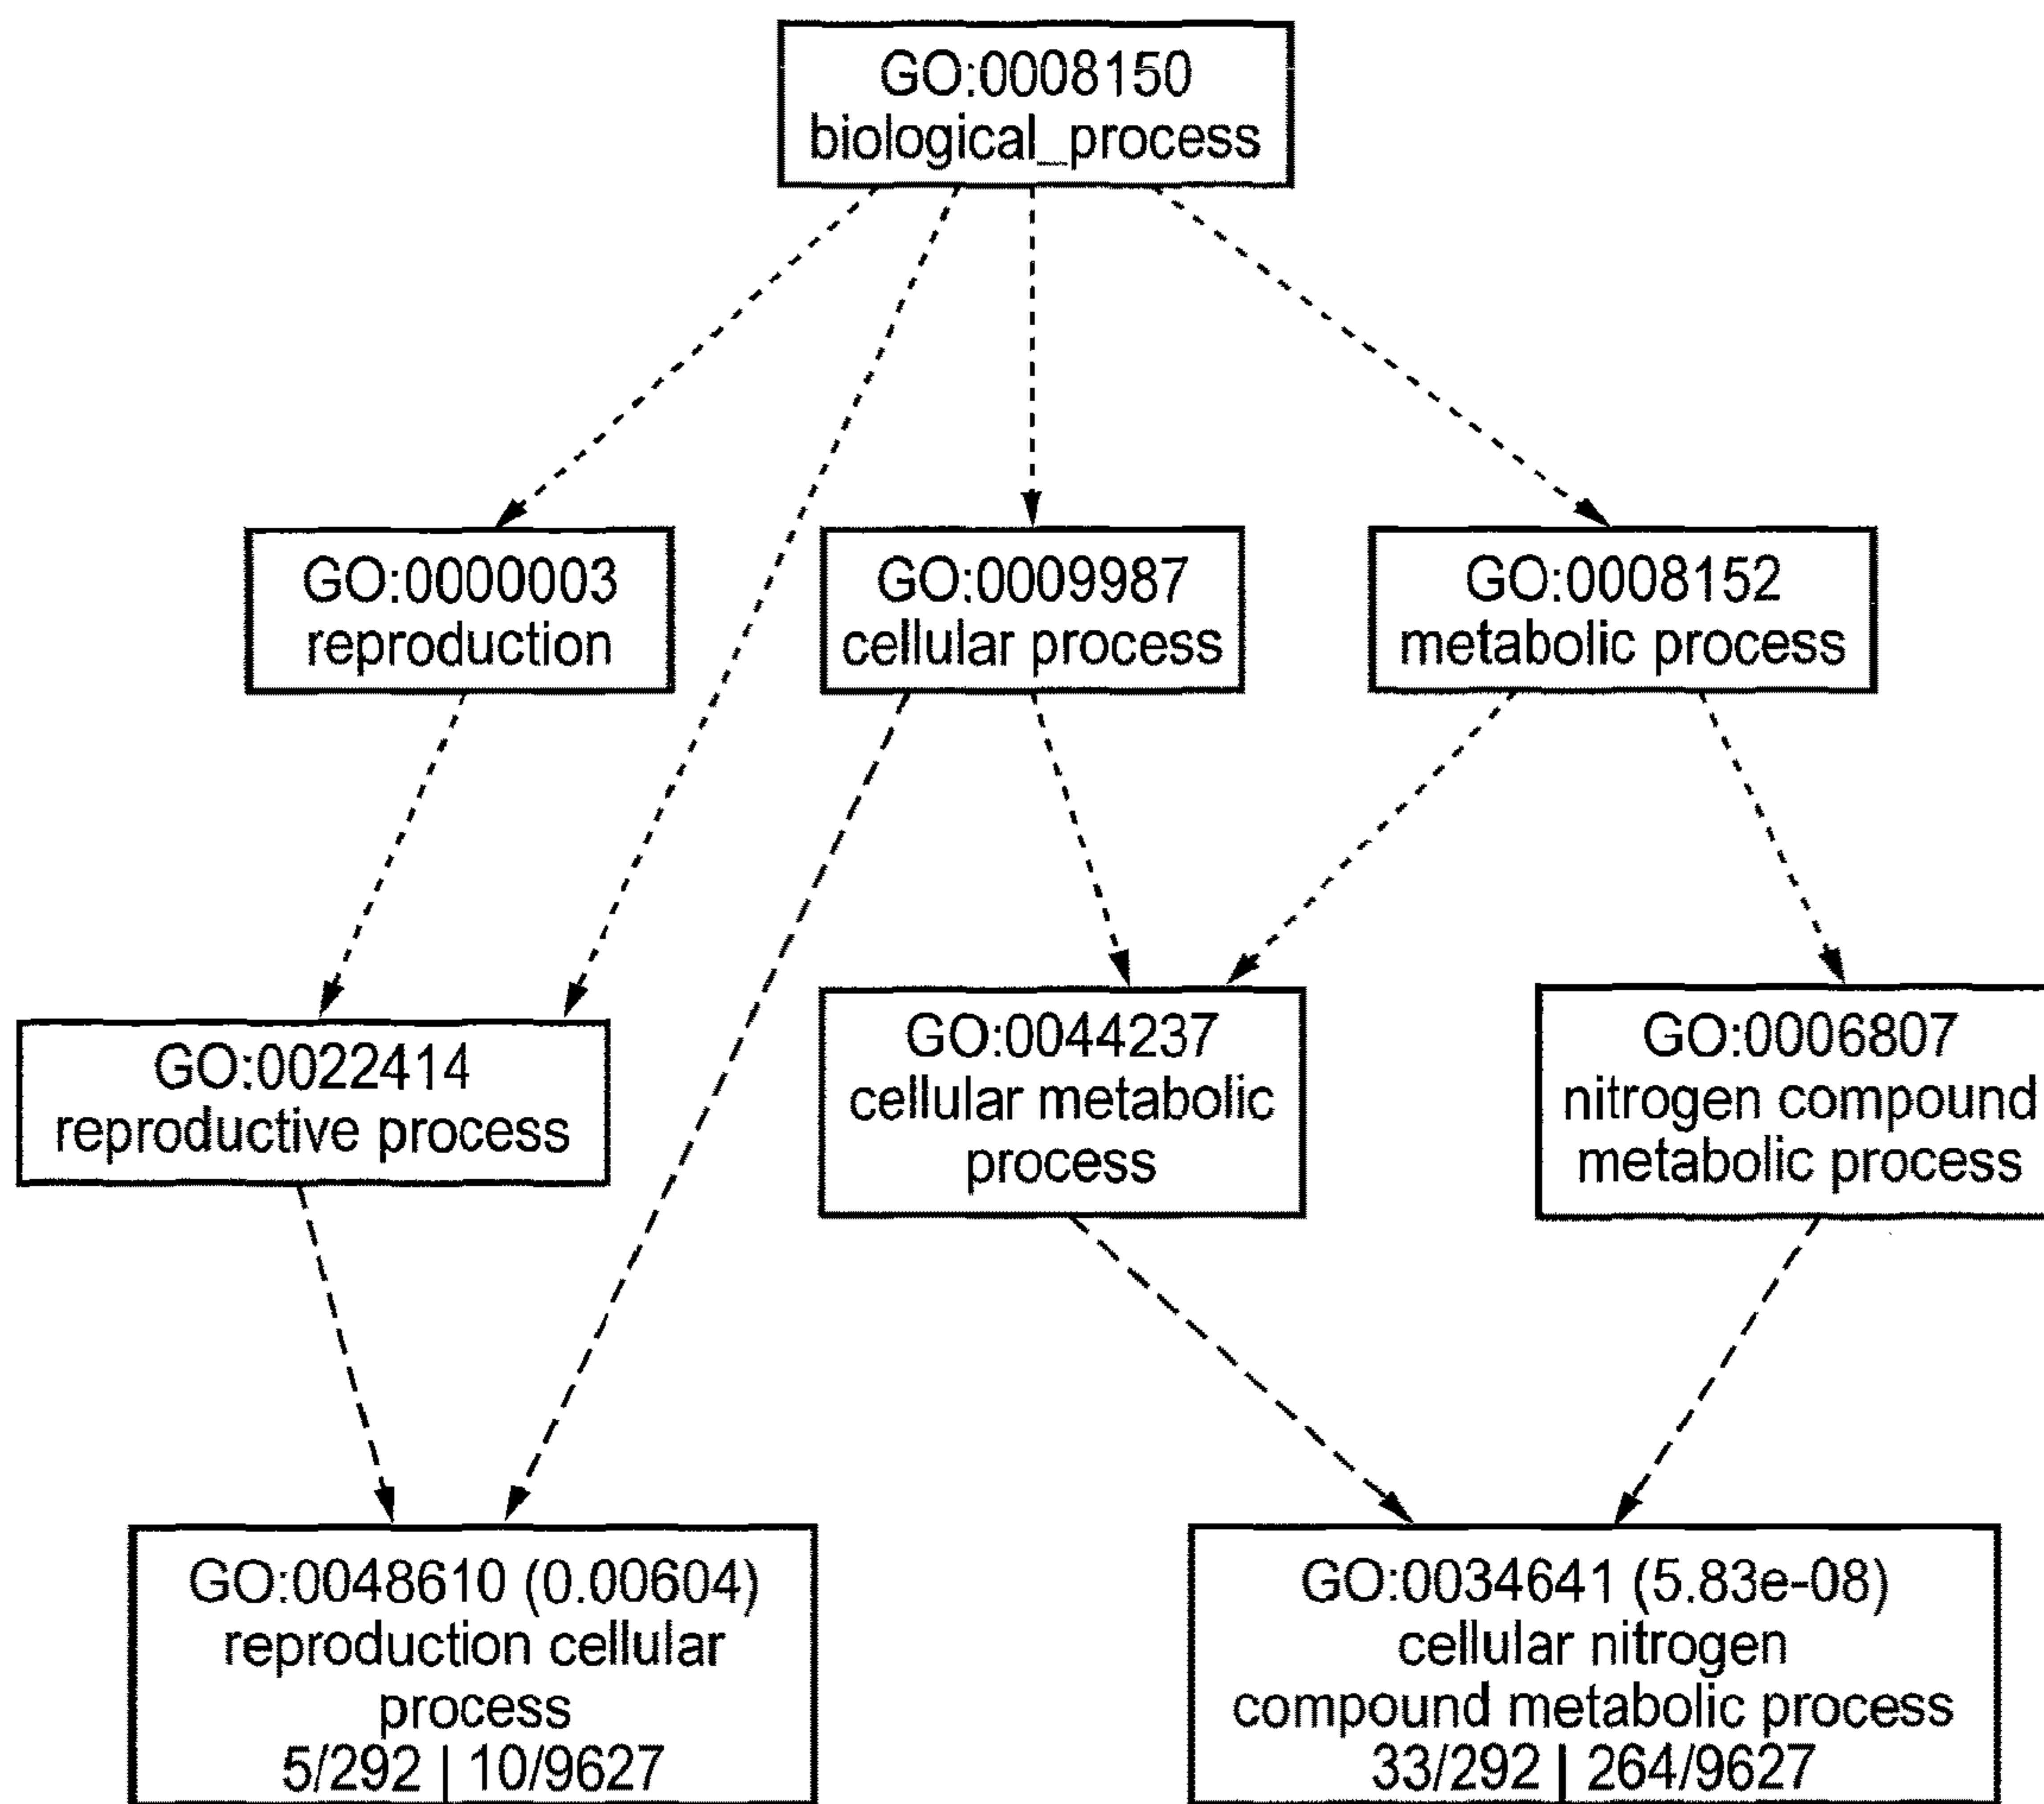 GO:0008150
biological_process
GO:0000003
reproduction
GO:0009987
cellular process
GO:0008152
metabolic process
GO:0022414
reproductive process
GO:0044237
cellular metabolic
process
GO:0006807
nitrogen compound
metabolic process
GO:0048610 (0.00604)
reproduction cellular
process
5/292 | 10/9627
GO:0034641 (5.83e-08)
cellular nitrogen
compound metabolic process
33/292 | 264/9627